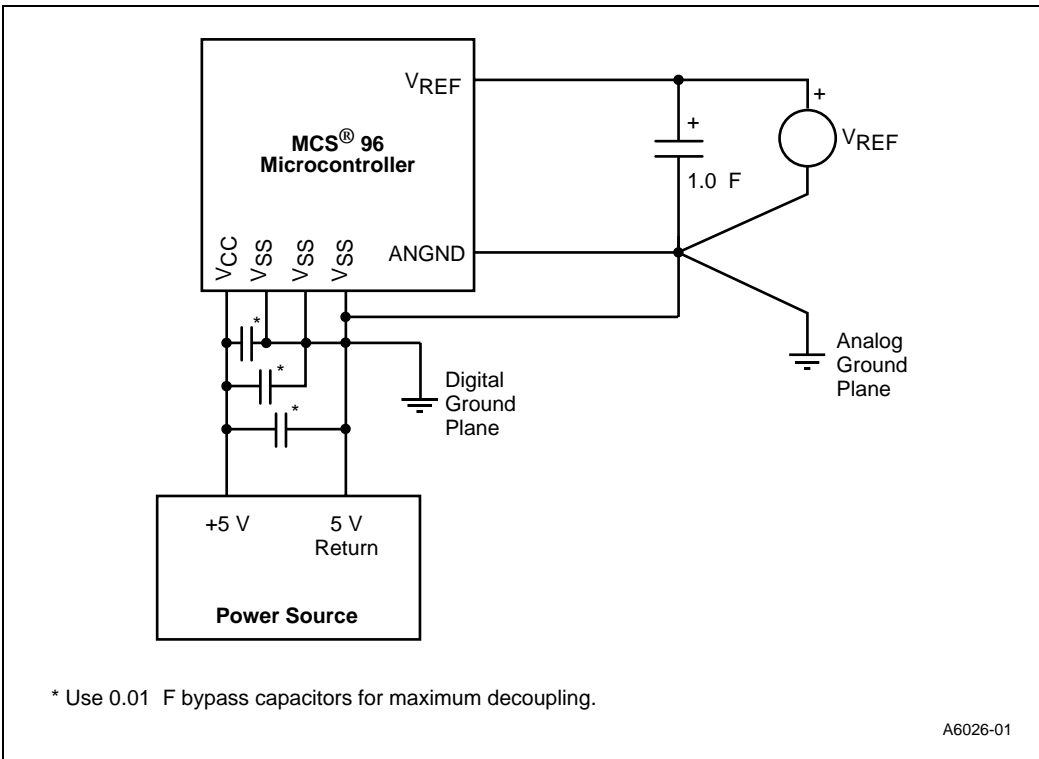 VREF
+
+
MCS® 96
Microcontroller
VREF
1.0 F
ANGND
VCC
VSS
VSS
VSS
*
*
*
Analog
Ground
Plane
Digital
Ground
Plane
+5 V
5 V
Return
Power Source
* Use 0.01 F bypass capacitors for maximum decoupling.
A6026-01